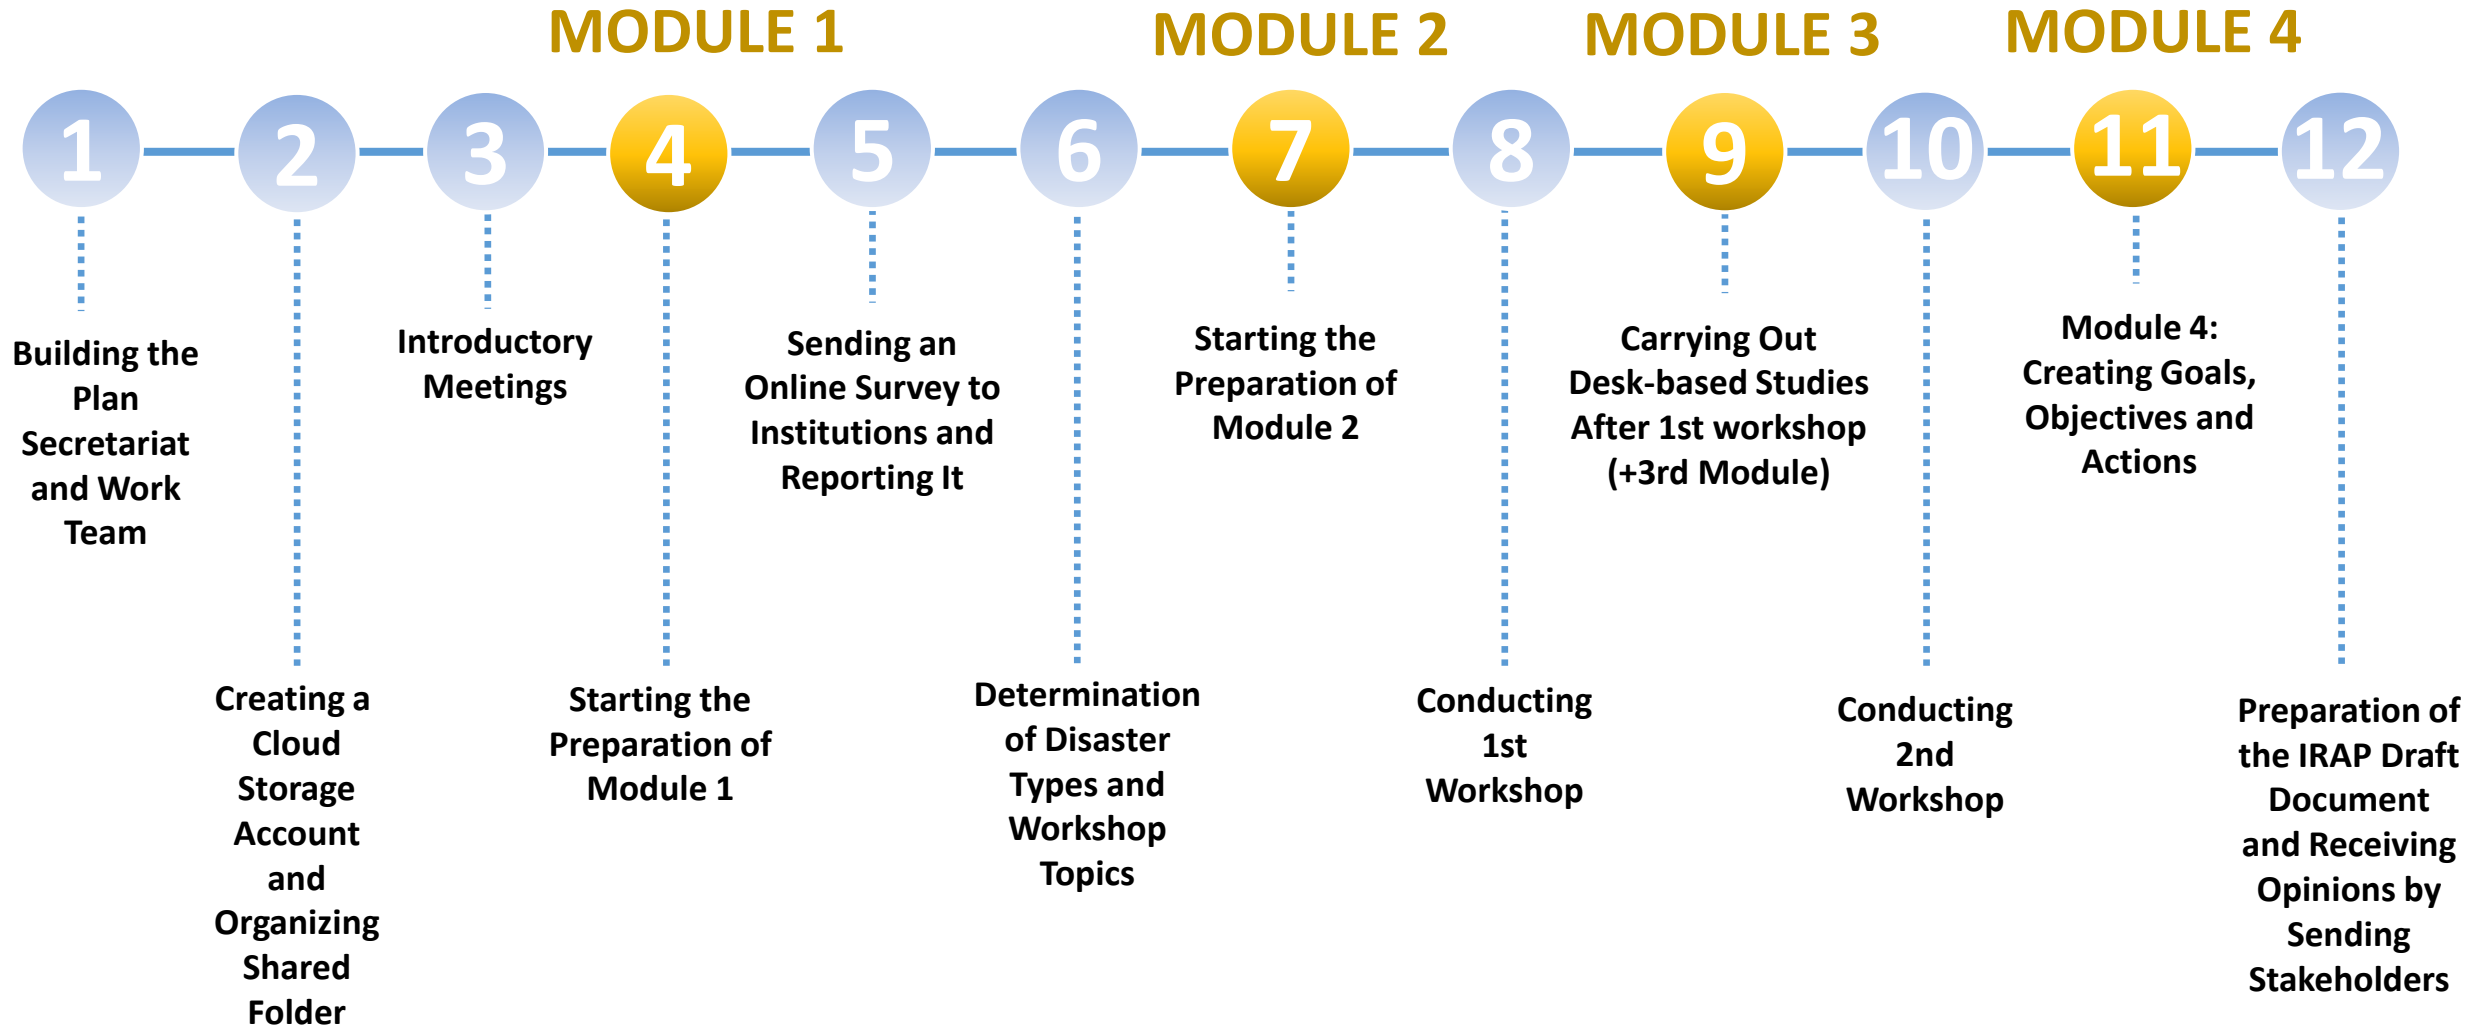 MODULE 1
MODULE 2
MODULE 3
MODULE 4
1
2
3
4
5
6
7
8
9
10
11
12
Building the
Plan
Secretariat
and Work
Team
Introductory
Meetings
Sending an
Online Survey to
Institutions and
Reporting It
Starting the
Preparation of
Module 2
Carrying Out
Desk-based Studies
After 1st workshop
(+3rd Module)
Module 4:
Creating Goals,
Objectives and
Actions
Creating a
Cloud
Storage
Account
and
Organizing
Shared
Folder
Starting the
Preparation of
Module 1
Determination
of Disaster
Types and
Workshop
Topics
Conducting
1st
Workshop
Conducting
2nd
Workshop
Preparation of
the IRAP Draft
Document
and Receiving
Opinions by
Sending
Stakeholders